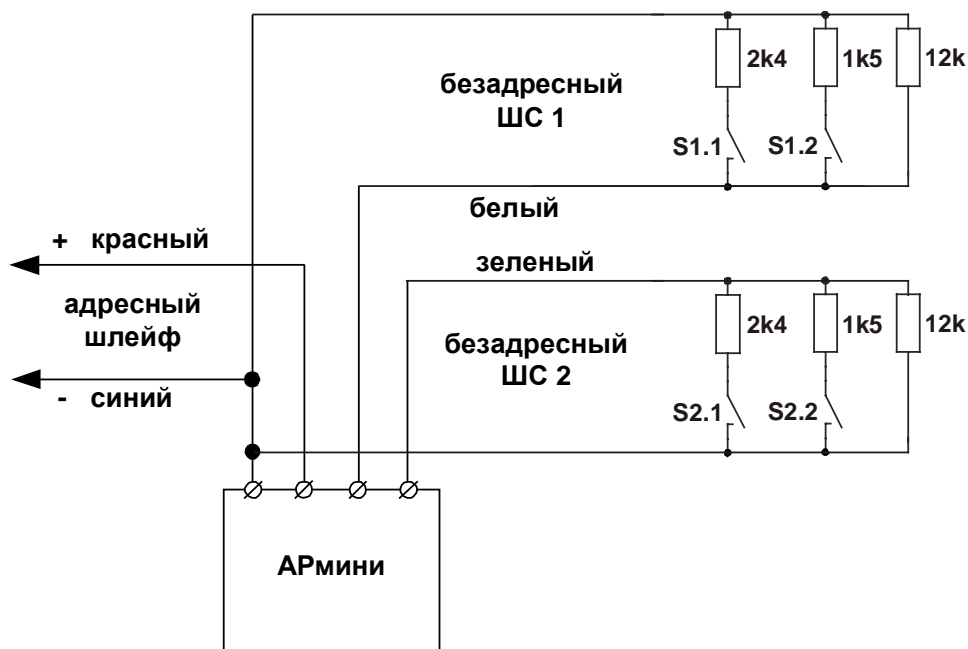 2k4
1k5
12k
безадресный
ШС 1
S1.1
S1.2
белый
+ красный
зеленый
адресный
шлейф
2k4
1k5
12k
безадресный
ШС 2
- синий
S2.1
S2.2
АРмини